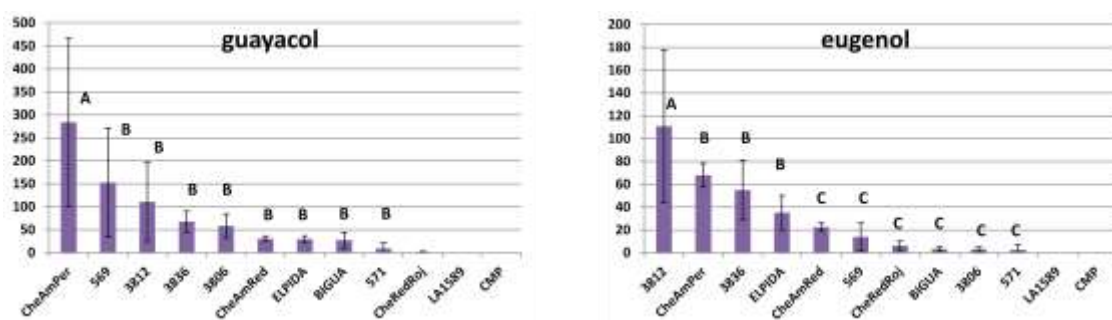 guayacol
500
450
400
350
300
250
200
150
100
50
0
A
B
B
B
B
B
B
B
B
CheAmPer
569
3812
3836
3806
CheAmRed
ELPIDA
BIGUA
571
CheRedRoj
LA1589
CMP
eugenol
200
180
160
140
120
100
80
60
40
20
0
A
B
B
B
C
C
C
C
C
C
3812
CheAmPer
3836
ELPIDA
CheAmRed
569
CheRedRoj
BIGUA
3806
571
LA1589
CMP